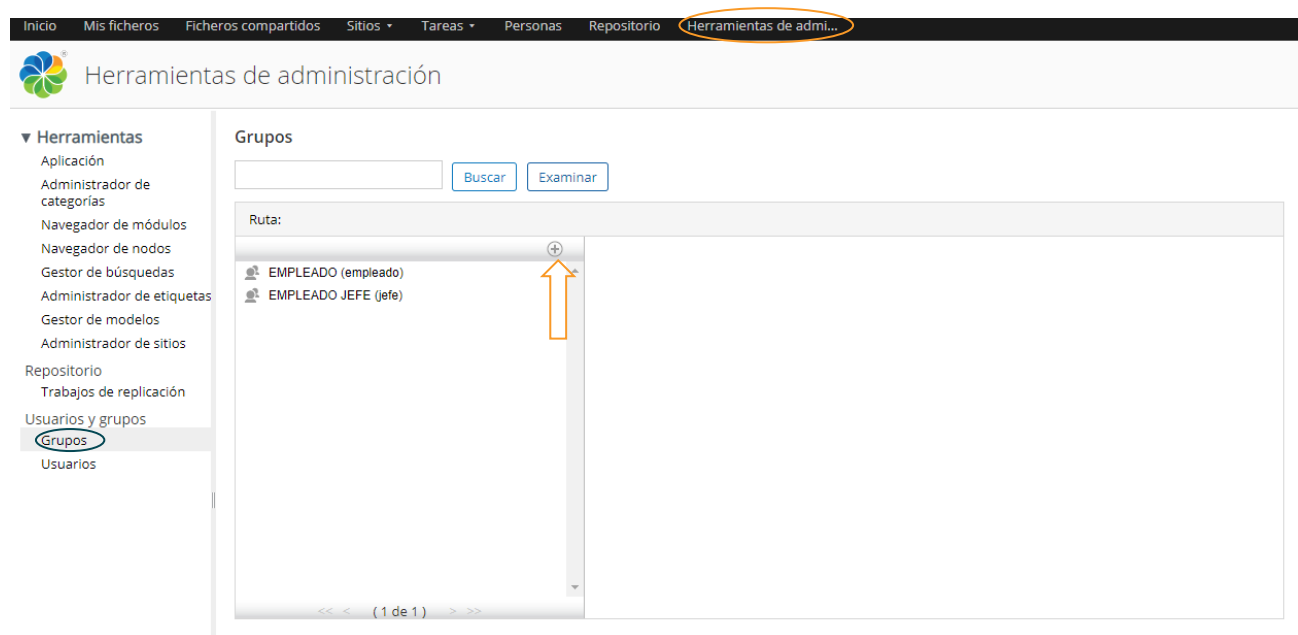 Inicio Mis ficheros Ficheros compartidos Sitios ▾ Tareas ▾ Personas Repositorio Herramientas de admi...
®
Herramientas de administración
▼ Herramientas
Aplicación
Administrador de
categorías
Navegador de módulos
Navegador de nodos
Gestor de búsquedas
Administrador de etiquetas
Gestor de modelos
Administrador de sitios
Repositorio
Trabajos de replicación
Usuarios y grupos
Grupos
Usuarios
Grupos
Buscar Examinar
Ruta:
EMPLEADO (empleado)
EMPLEADO JEFE (jefe)
<< < ( 1 de 1 ) > >>